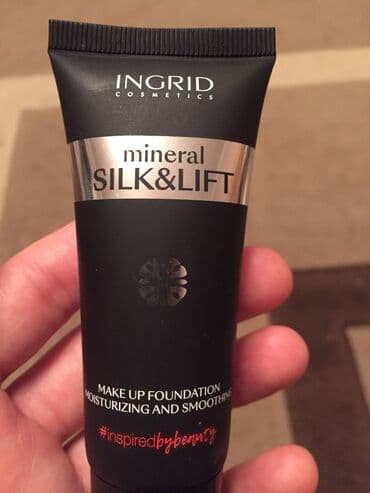 INGRID
COSMETICS
mineral
SILK&LIFT
MAKE UP FOUNDATION
MOISTURIZING AND SMOOTHING
#inspiredbybeauty